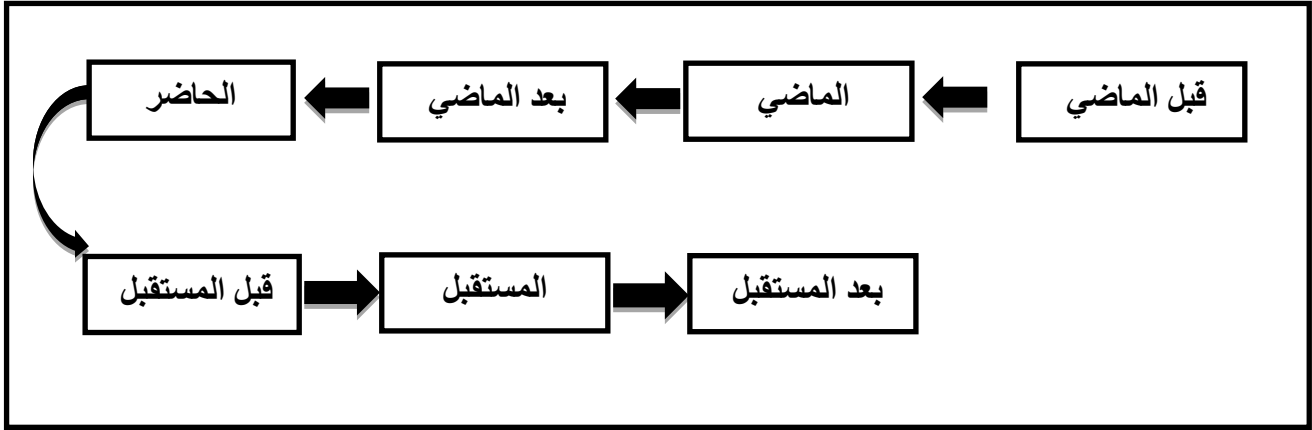 قبل الماضي
الماضي
بعد الماضي
الحاضر
قبل المستقبل
المستقبل
بعد المستقبل